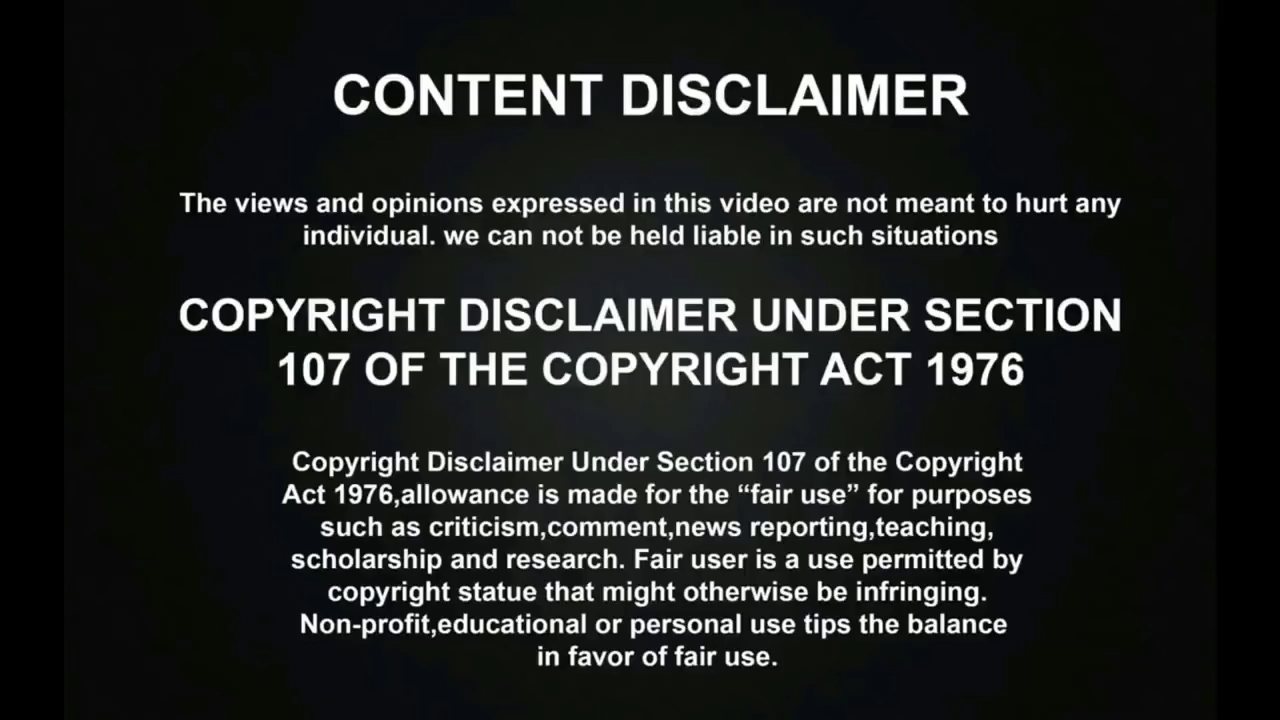 CONTENT DISCLAIMER
The views and opinions expressed in this video are not meant to hurt any
individual. we can not be held liable in such situations
COPYRIGHT DISCLAIMER UNDER SECTION
107 OF THE COPYRIGHT ACT 1976
Copyright Disclaimer Under Section 107 of the Copyright
Act 1976,allowance is made for the “fair use” for purposes
such as criticism,comment,news reporting,teaching,
scholarship and research. Fair user is a use permitted by
copyright statue that might otherwise be infringing.
Non-profit,educational or personal use tips the balance
in favor of fair use.